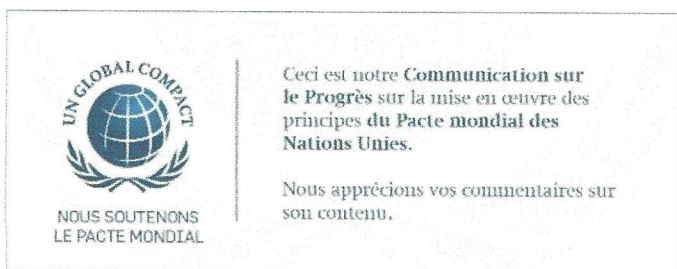 UN GLOBAL COMPACT
NOUS SOUTENONS
LE PACTE MONDIAL
Ceci est notre Communication sur
le Progrès sur la mise en œuvre des
principes du Pacte mondial des
Nations Unies.
Nous apprécions vos commentaires sur
son contenu.